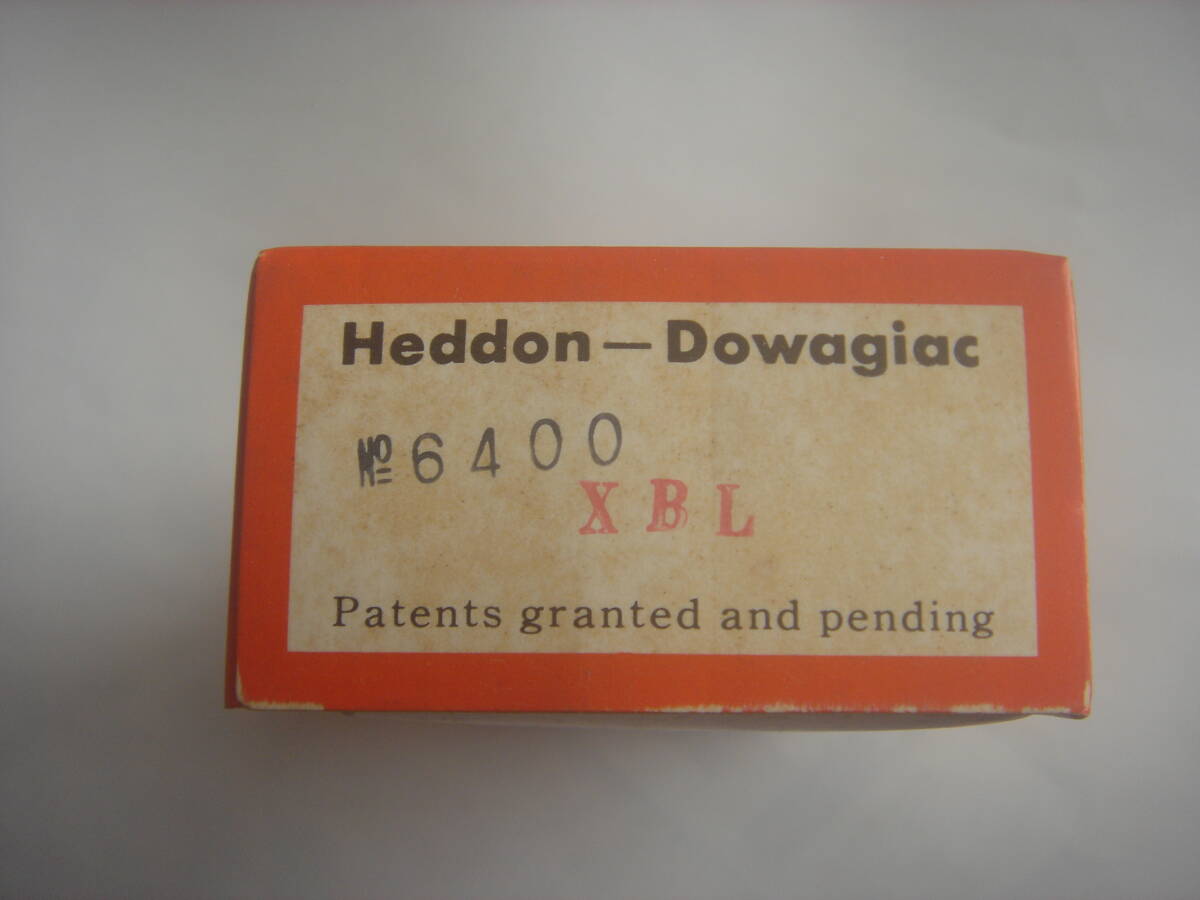 Heddon — Dowagiac
№ 6400
XBL
Patents granted and pending